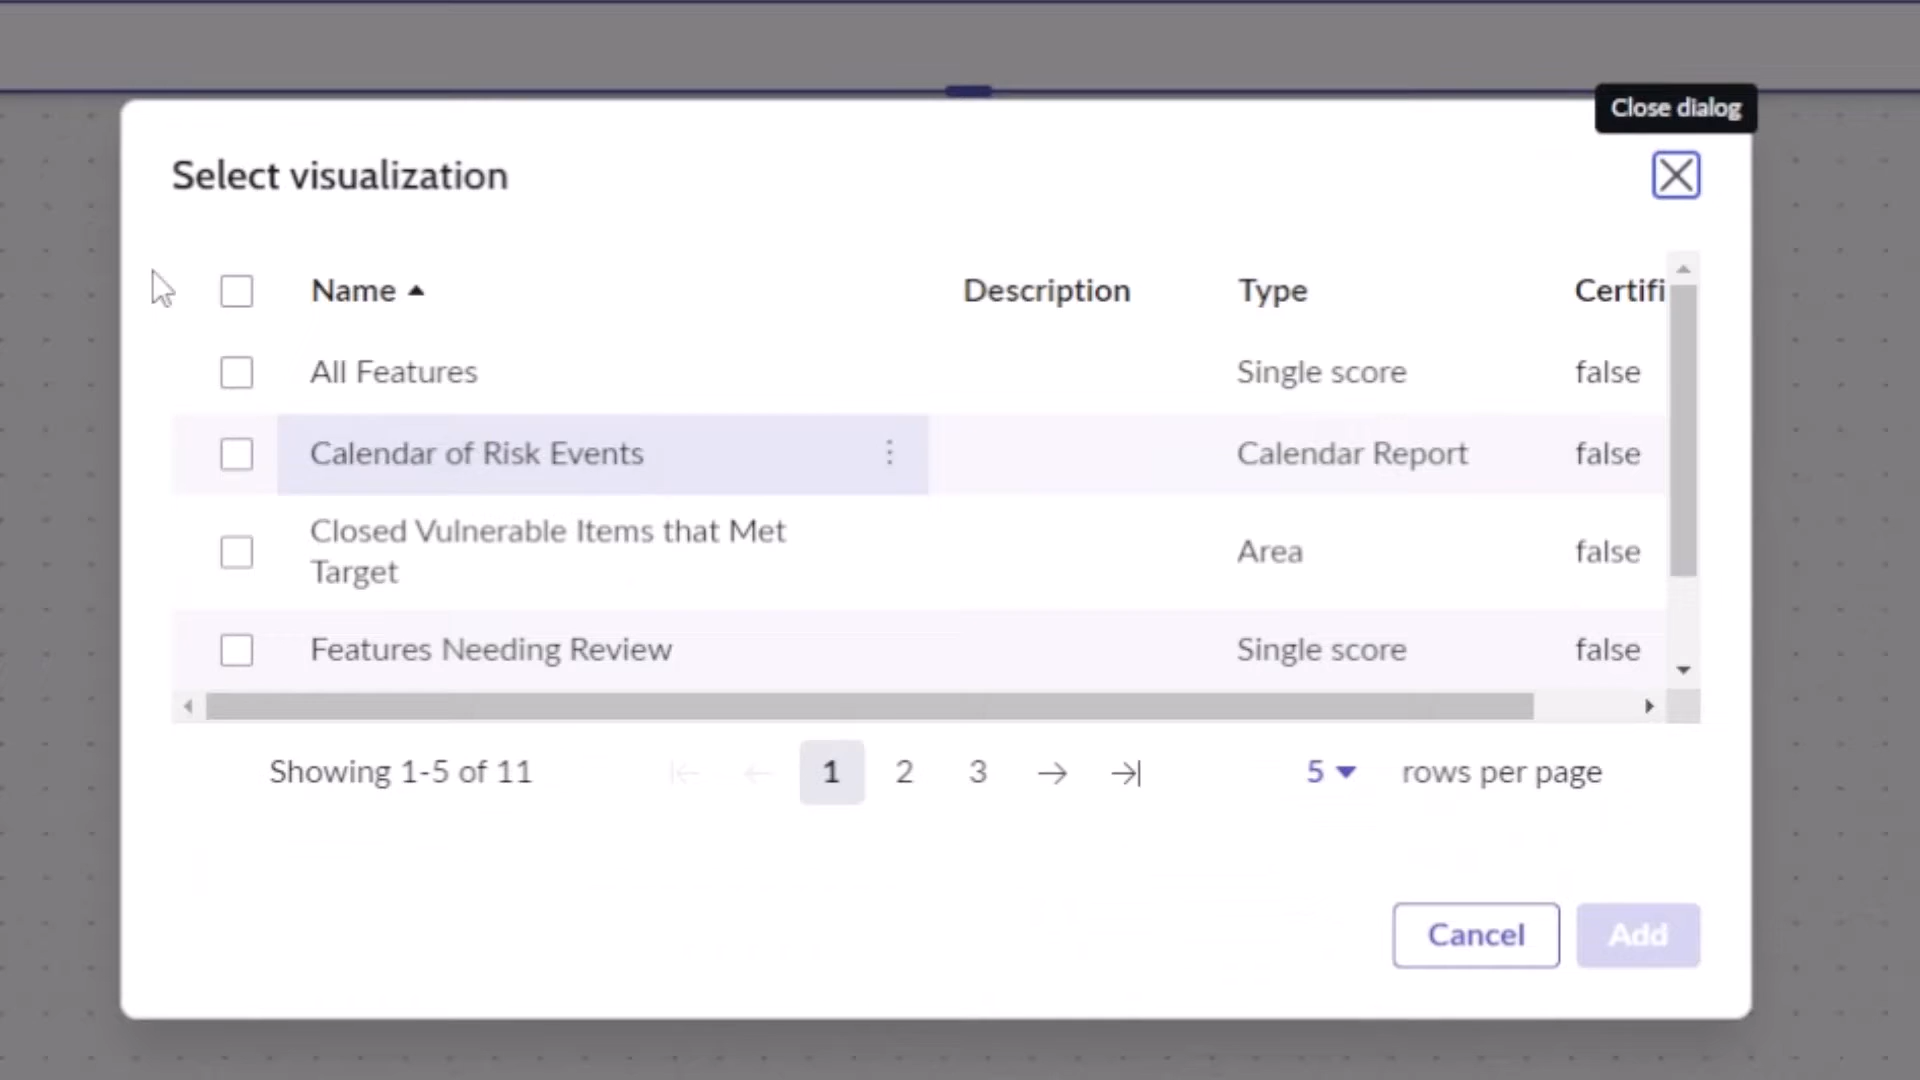 Close dialog
Select visualization
Name Description Type Certifi
All Features Single score false
Calendar of Risk Events Calendar Report false
Closed Vulnerable Items that Met
Target Area false
Features Needing Review Single score false
Showing 1-5 of 11 1 2 3 5 rows per page
Cancel Add